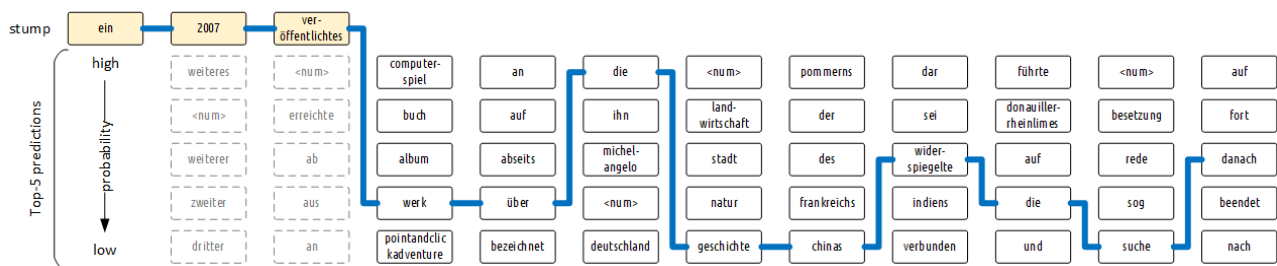 stump ein 2007 ver-
öffentlichtes
high weiteres <num> computer-
spiel an die <num> pommerns dar führte <num> auf
<num> erreichte buch auf ihn land-
wirtschaft der sei donauiller-
rheinlimes besetzung fort
weiterer ab album abseits michel-
angelo stadt des wider-
spiegelte auf rede danach
zweiter aus werk über <num> natur frankreichs indiens die sog beendet
low dritter an pointandclic
kadventure bezeichnet deutschland geschichte chinas verbunden und suche nach
Top-5 predictions
probability